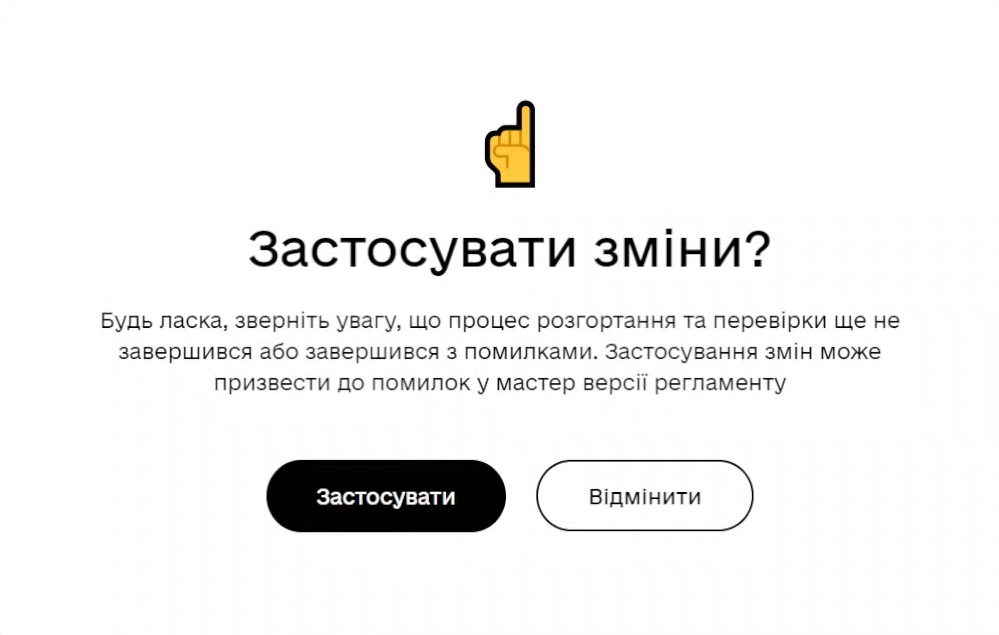 Застосувати зміни?
Будь ласка, зверніть увагу, що процес розгортання та перевірки ще не
завершився або завершився з помилками. Застосування змін може
призвести до помилок у мастер версії регламенту
Застосувати
Відмінити